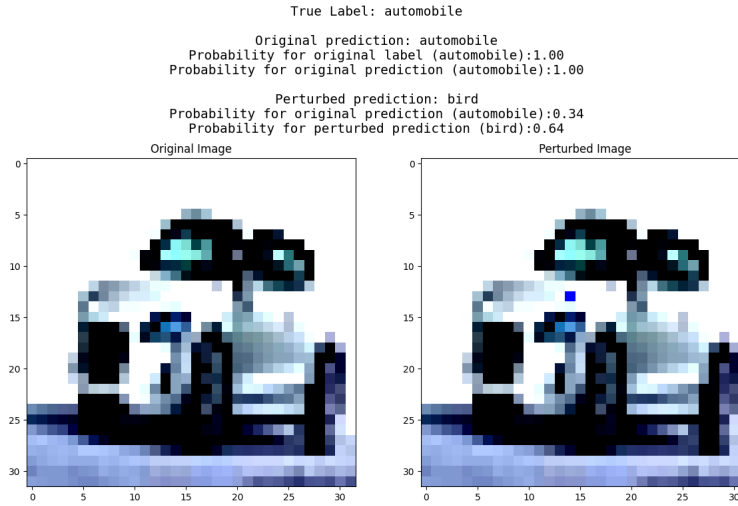 True Label: automobile
Original prediction: automobile
Probability for original label (automobile):1.00
Probability for original prediction (automobile):1.00
Perturbed prediction: bird
Probability for original prediction (automobile):0.34
Probability for perturbed prediction (bird):0.64
Original Image
0
5
10
15
20
25
30
0 5 10 15 20 25 30
Perturbed Image
0
5
10
15
20
25
30
0 5 10 15 20 25 30